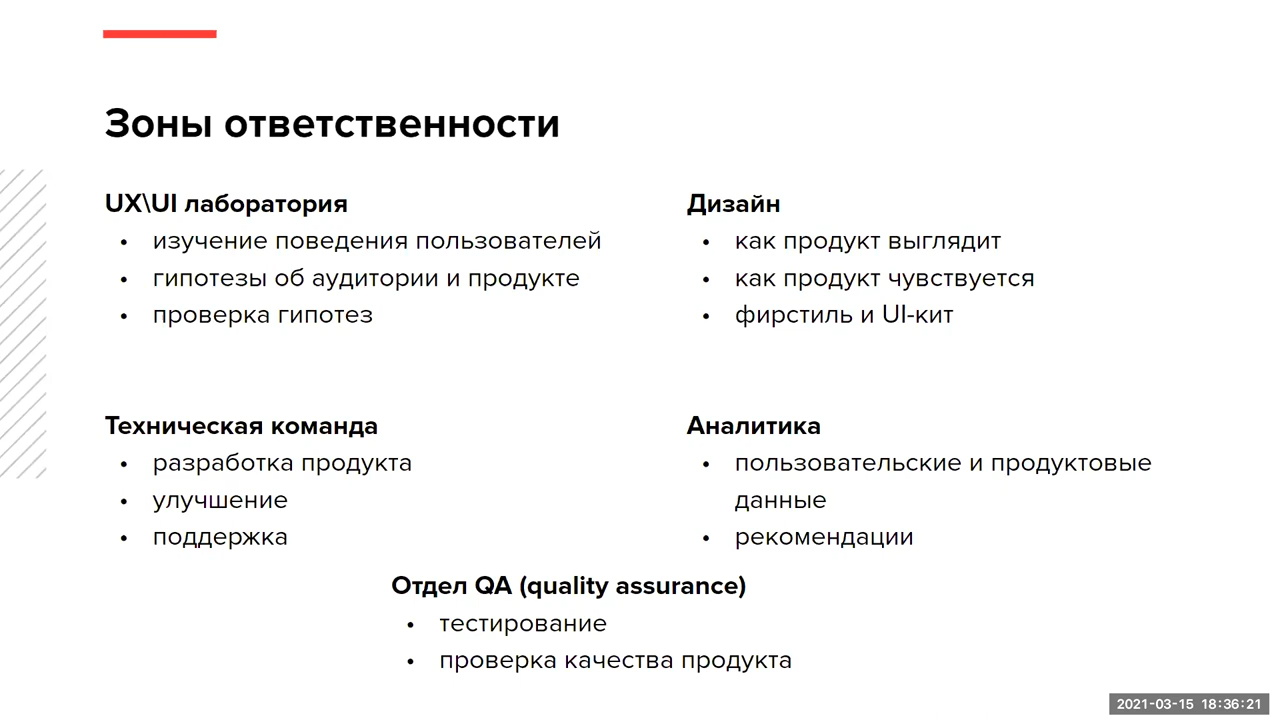 Зоны ответственности
UX\UI лаборатория
• изучение поведения пользователей
• гипотезы об аудитории и продукте
• проверка гипотез
Дизайн
• как продукт выглядит
• как продукт чувствуется
• фирстиль и UI-кит
Техническая команда
• разработка продукта
• улучшение
• поддержка
Аналитика
• пользовательские и продуктовые
данные
• рекомендации
Отдел QA (quality assurance)
• тестирование
• проверка качества продукта
2021-03-15 18:36:21